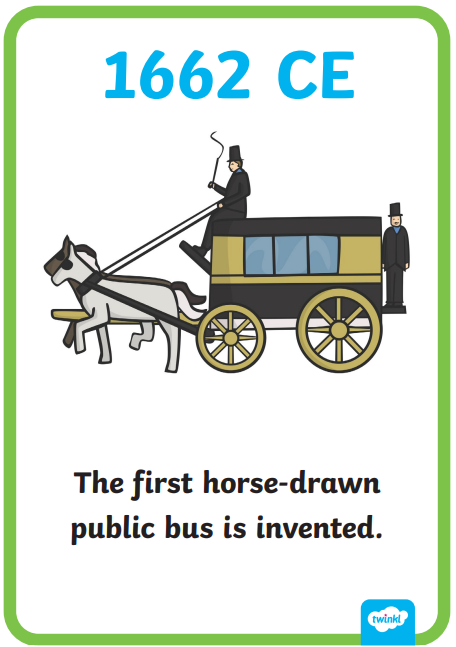 1662 CE
The first horse-drawn
public bus is invented.
twinkl